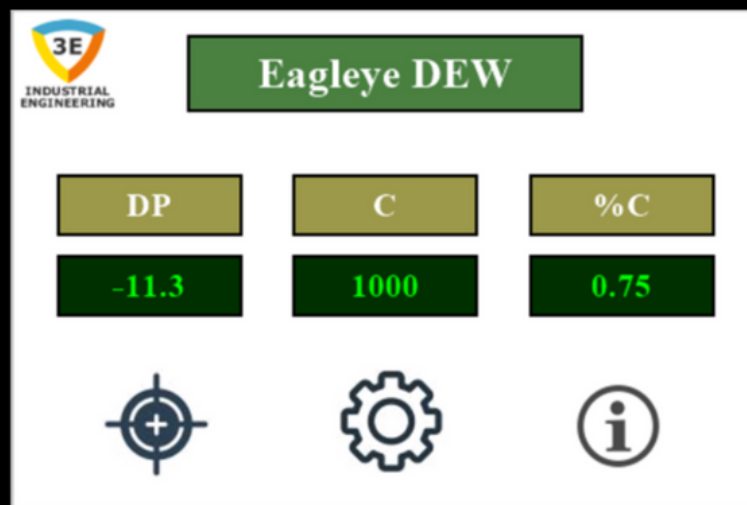 3E
INDUSTRIAL
ENGINEERING
Eagleye DEW
DP C %C
-11.3 1000 0.75